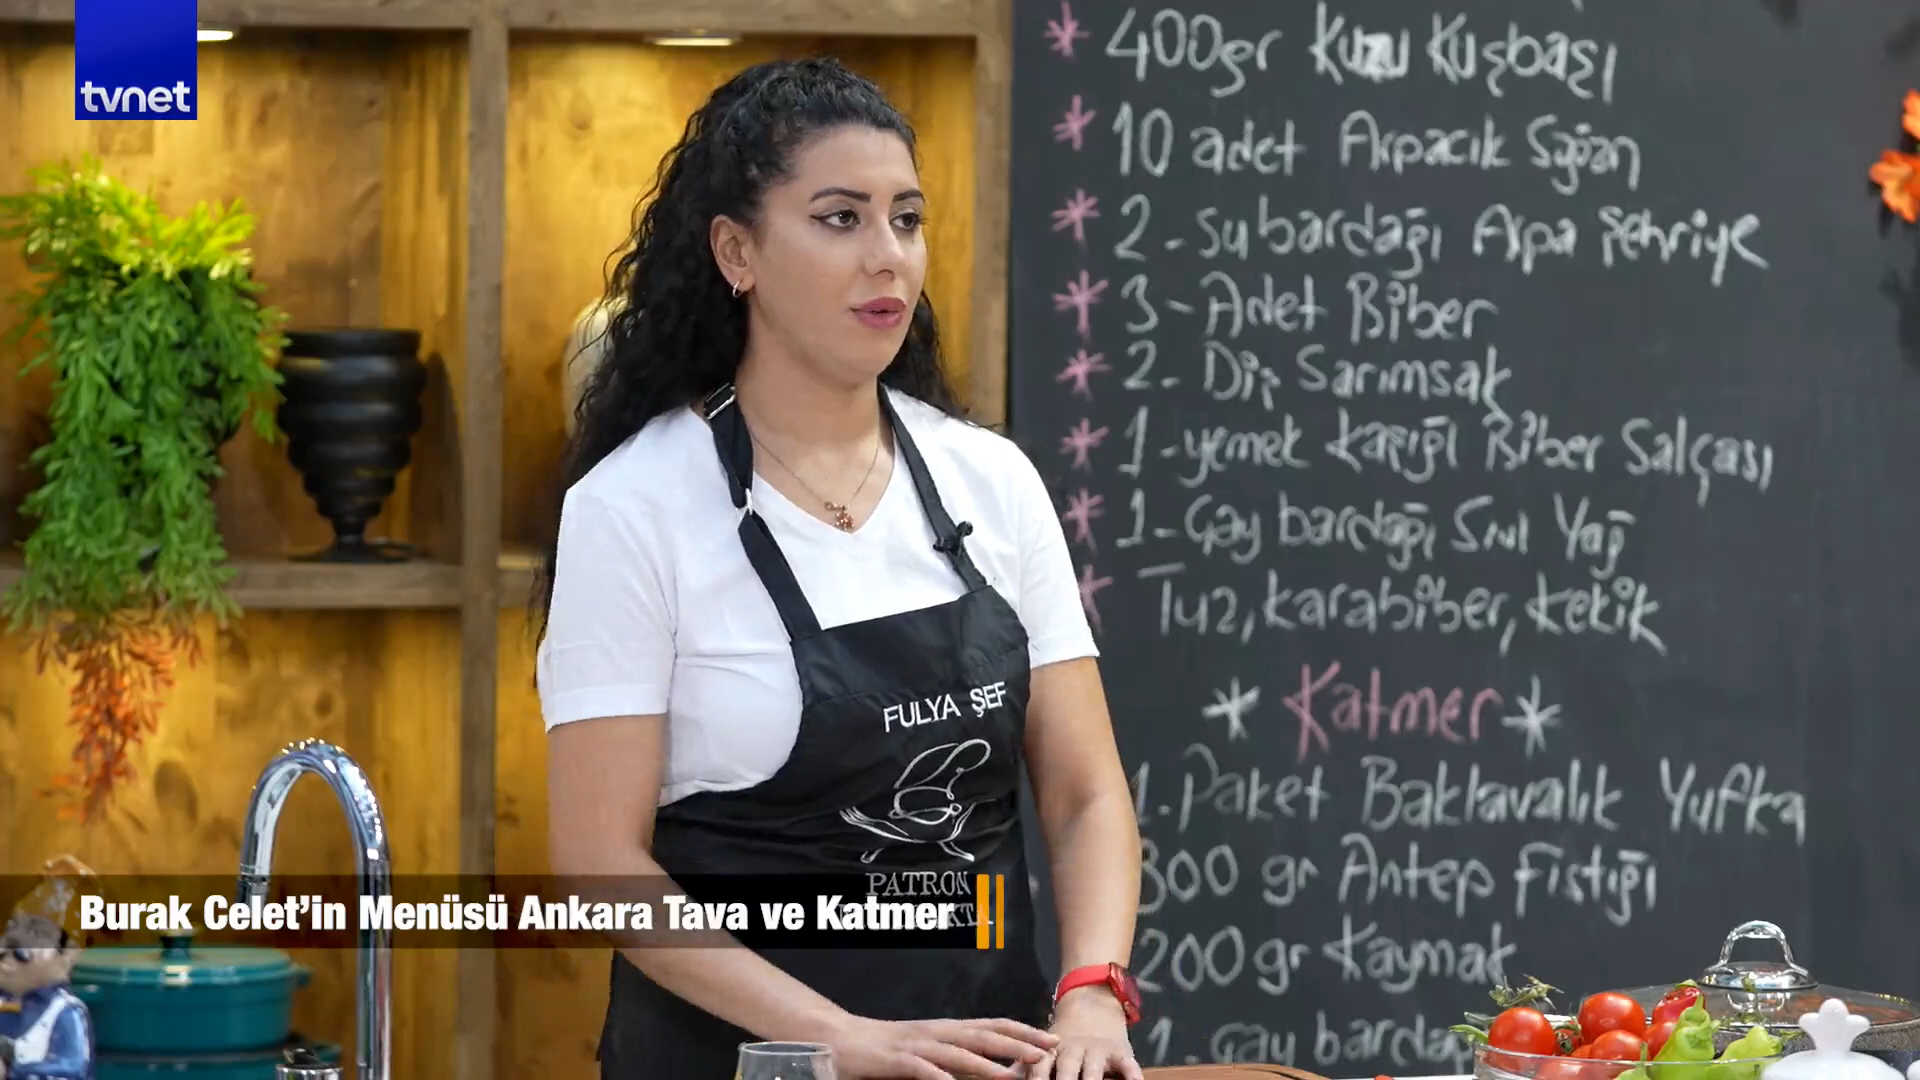 tvnet
* 400gr Kuzu Kuşbaşı
* 10 adet Arpacık Soğan
* 2 - su bardağı Arpa şehriye
* 3 - Adet Biber
* 2 - Diş Sarımsak
* 1 - yemek kaşığı Biber Salçası
* 1 - Çay bardağı Sıvı Yağ
* Tuz, karabiber, kekik
* Katmer *
1. Paket Baklavalık Yufka
300 gr Antep Fıstığı
200 gr Kaymak
1. Çay bardağı
FULYA ŞEF
PATRON
Burak Celet'in Menüsü Ankara Tava ve Katmer